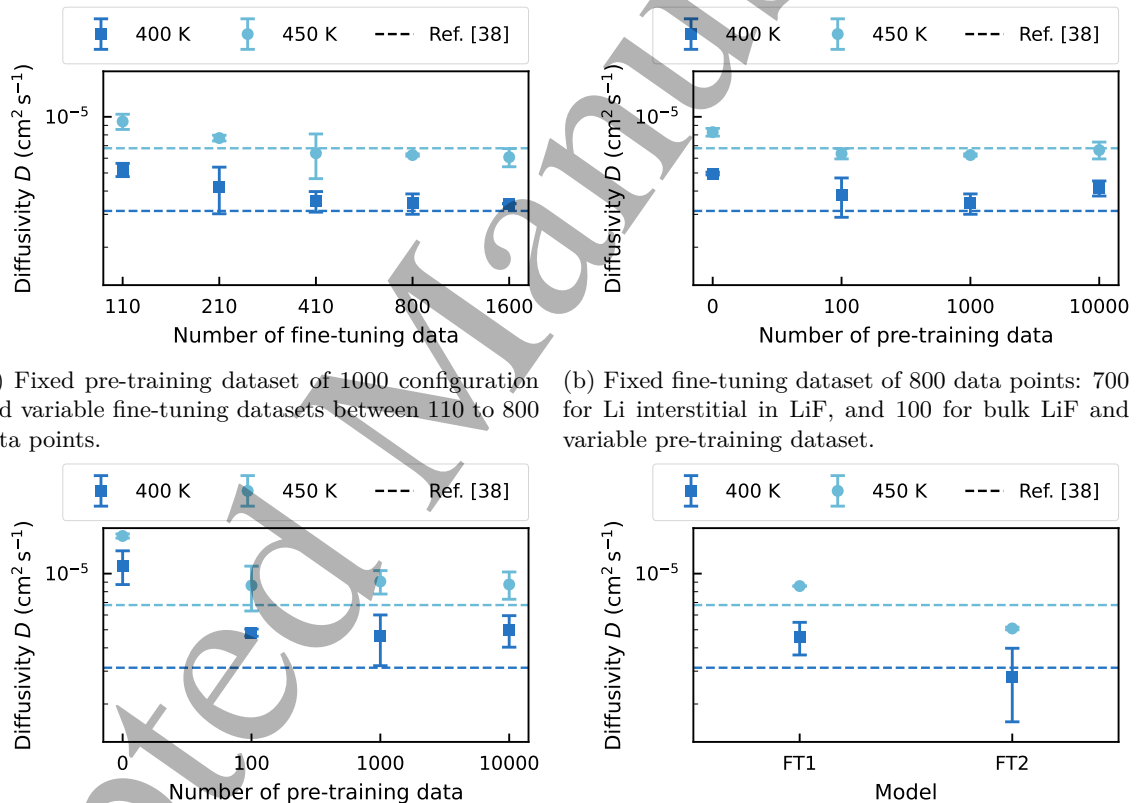 400 K 450 K Ref. [38]
Diffusivity D (cm² s⁻¹)
10⁻⁵
110 210 410 800 1600
Number of fine-tuning data
400 K 450 K Ref. [38]
Diffusivity D (cm² s⁻¹)
10⁻⁵
0 100 1000 10000
Number of pre-training data
) Fixed pre-training dataset of 1000 configuration
d variable fine-tuning datasets between 110 to 800
ta points.
(b) Fixed fine-tuning dataset of 800 data points: 700
for Li interstitial in LiF, and 100 for bulk LiF and
variable pre-training dataset.
400 K 450 K Ref. [38]
Diffusivity D (cm² s⁻¹)
10⁻⁵
0 100 1000 10000
Number of pre-training data
400 K 450 K Ref. [38]
Diffusivity D (cm² s⁻¹)
10⁻⁵
FT1 FT2
Model
pted Manu